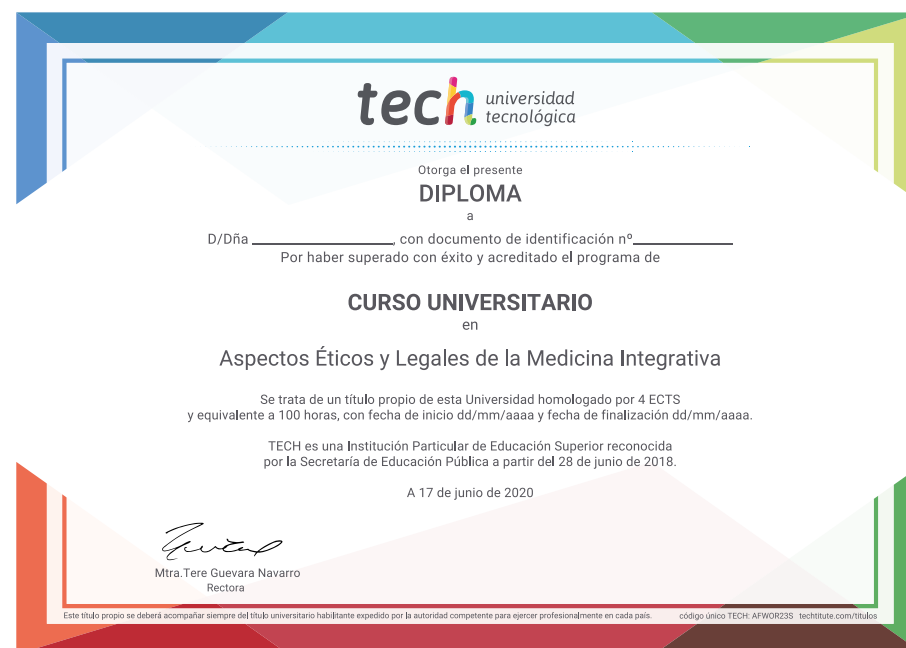 tech universidad
tecnológica
Otorga el presente
DIPLOMA
a
D/Dña ____________________, con documento de identificación nº______________
Por haber superado con éxito y acreditado el programa de
CURSO UNIVERSITARIO
en
Aspectos Éticos y Legales de la Medicina Integrativa
Se trata de un título propio de esta Universidad homologado por 4 ECTS
y equivalente a 100 horas, con fecha de inicio dd/mm/aaaa y fecha de finalización dd/mm/aaaa.
TECH es una Institución Particular de Educación Superior reconocida
por la Secretaría de Educación Pública a partir del 28 de junio de 2018.
A 17 de junio de 2020
Mtra.Tere Guevara Navarro
Rectora
Este título propio se deberá acompañar siempre del título universitario habilitante expedido por la autoridad competente para ejercer profesionalmente en cada país. código único TECH: AFWOR23S techtitute.com/titulos